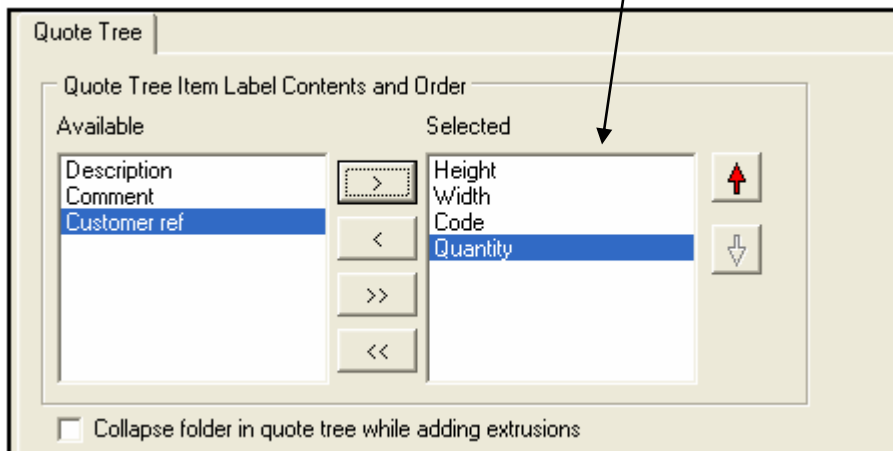 Quote Tree
Quote Tree Item Label Contents and Order
Available
Selected
Description
Comment
Customer ref
>
<
>>
<<
Height
Width
Code
Quantity
Collapse folder in quote tree while adding extrusions